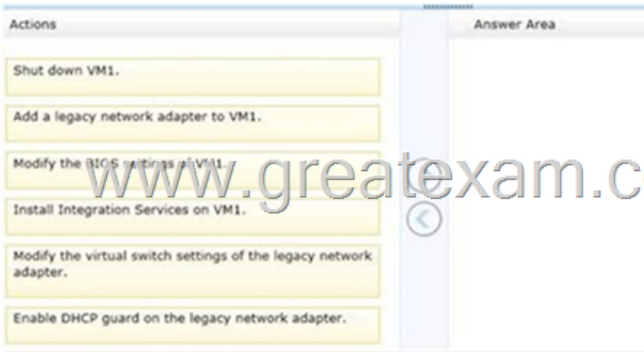 Actions
Answer Area
Shut down VM1.
Add a legacy network adapter to VM1.
Modify the BIOS settings of VM1.
www.greatexam.c
Install Integration Services on VM1.
Modify the virtual switch settings of the legacy network
adapter.
Enable DHCP guard on the legacy network adapter.